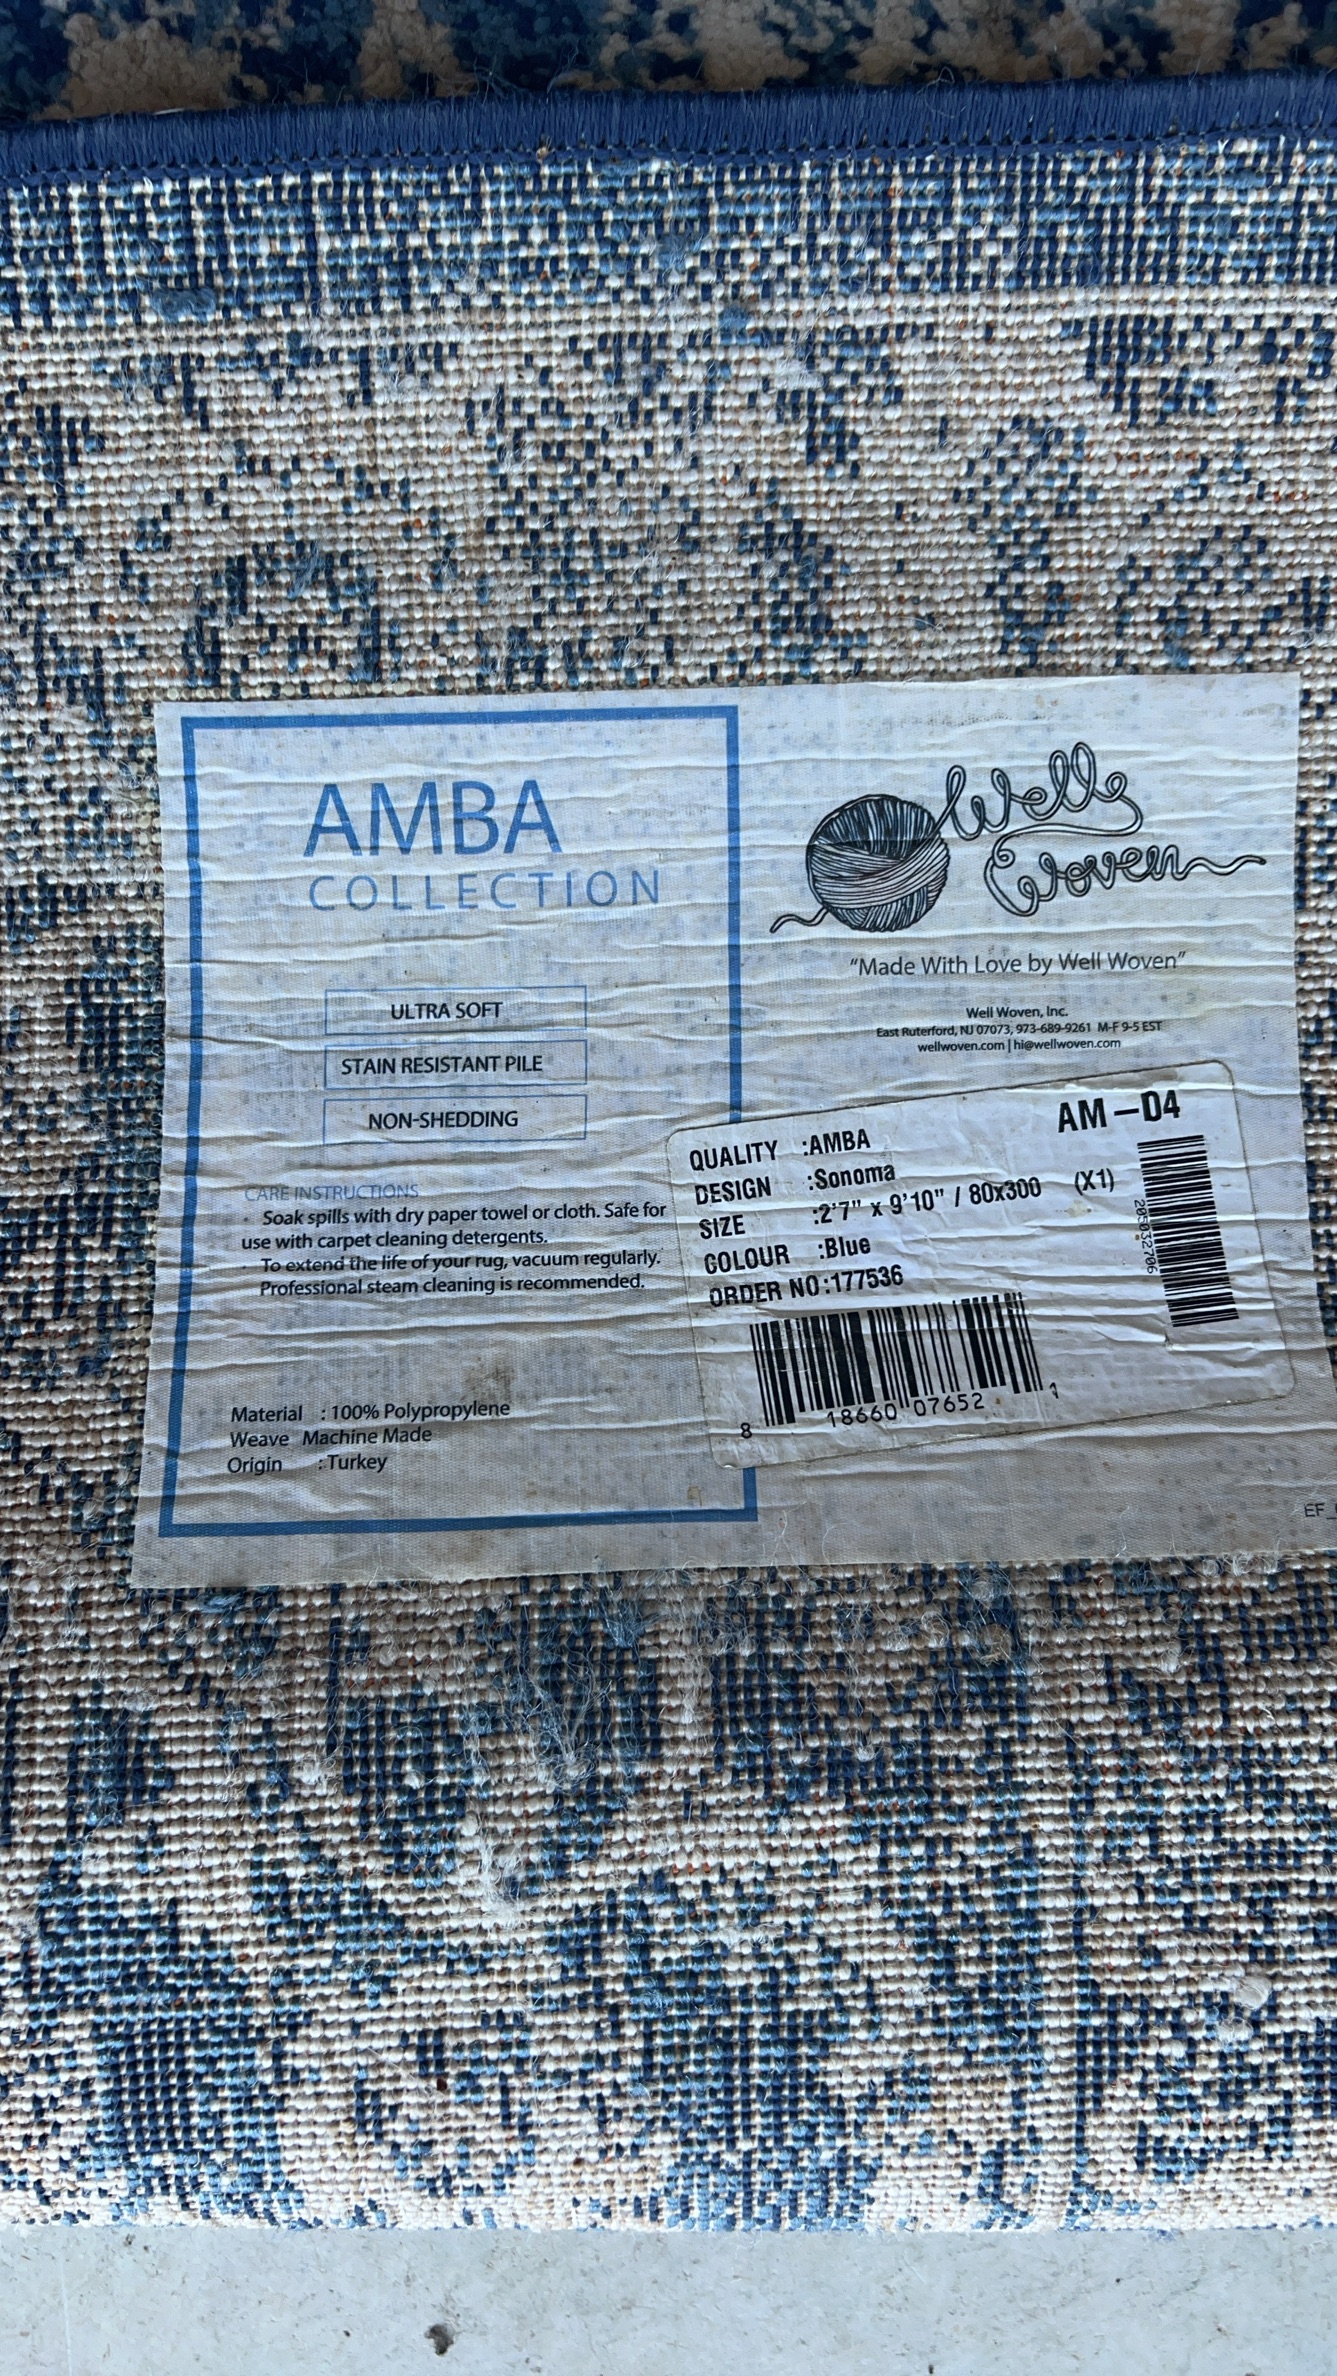 AMBA
COLLECTION
ULTRA SOFT
STAIN RESISTANT PILE
NON-SHEDDING
CARE INSTRUCTIONS
· Soak spills with dry paper towel or cloth. Safe for
use with carpet cleaning detergents.
· To extend the life of your rug, vacuum regularly.
Professional steam cleaning is recommended.
Material : 100% Polypropylene
Weave Machine Made
Origin : Turkey
Well
Woven
“Made With Love by Well Woven”
Well Woven, Inc.
East Ruterford, NJ 07073, 973-689-9261 M-F 9-5 EST
wellwoven.com | hi@wellwoven.com
AM-D4
QUALITY :AMBA
DESIGN :Sonoma
SIZE :2'7" x 9'10" / 80x300 (X1)
COLOUR :Blue
ORDER NO:177536
8 18660 07652 1
205032706
EF_